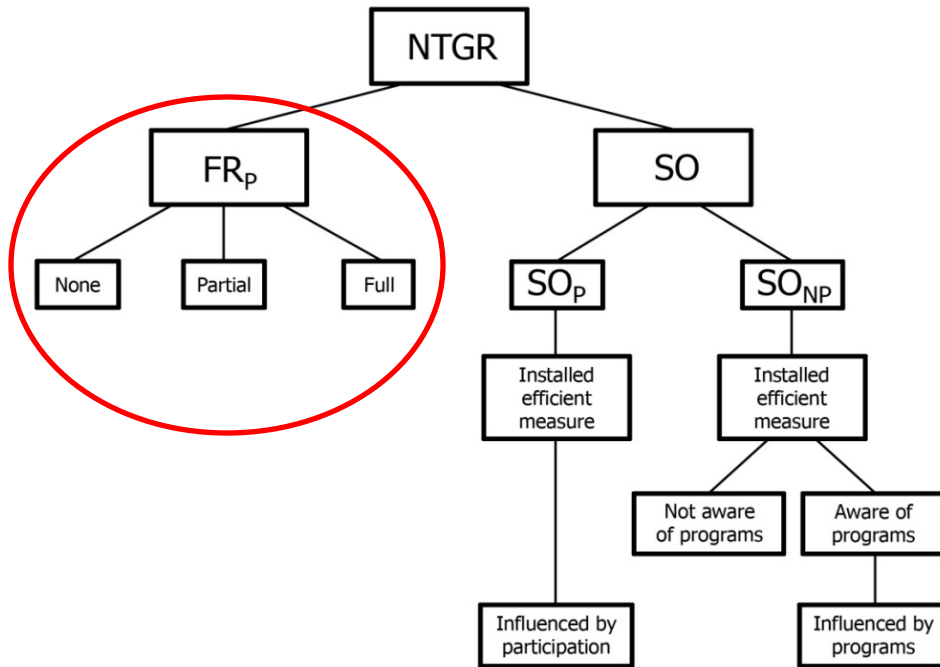 NTGR
FRP
SO
None
Partial
Full
SOP
SONP
Installed
efficient
measure
Installed
efficient
measure
Not aware
of programs
Aware of
programs
Influenced by
participation
Influenced by
programs